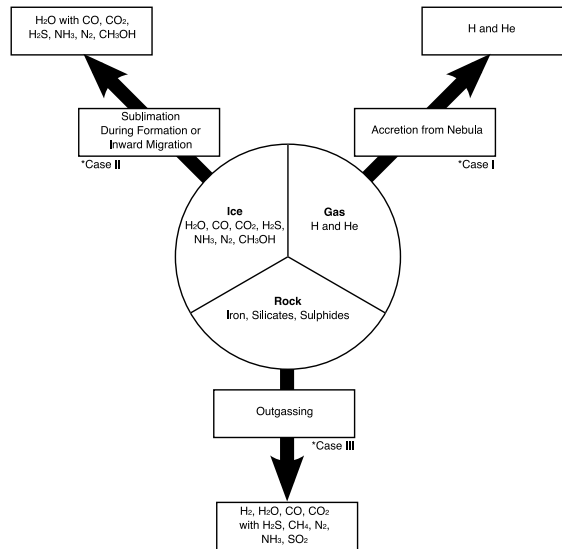 H₂O with CO, CO₂,
H₂S, NH₃, N₂, CH₃OH
H and He
Sublimation
During Formation or
Inward Migration
*Case II
Accretion from Nebula
*Case I
Ice
H₂O, CO, CO₂, H₂S,
NH₃, N₂, CH₃OH
Gas
H and He
Rock
Iron, Silicates, Sulphides
Outgassing
*Case III
H₂, H₂O, CO, CO₂
with H₂S, CH₄, N₂,
NH₃, SO₂